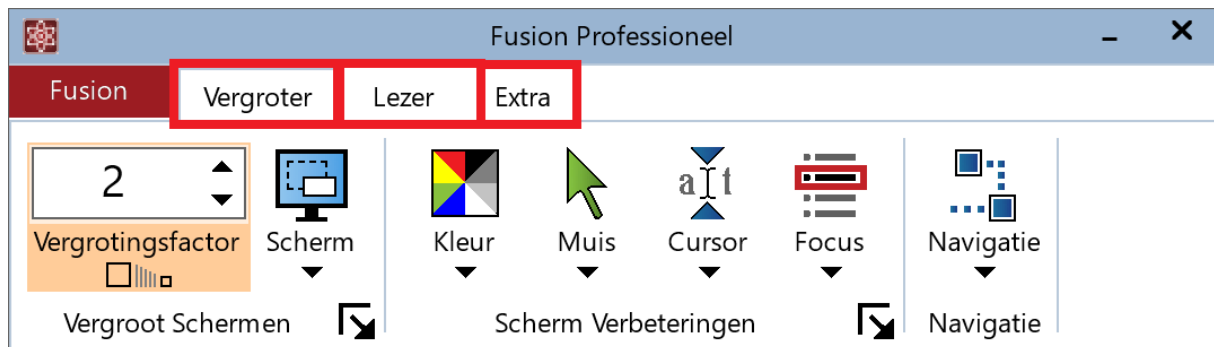 Fusion Professioneel
Fusion Vergroter Lezer Extra
2
Vergrotingsfactor Scherm Kleur Muis Cursor Focus Navigatie
Vergroot Schermen Scherm Verbeteringen Navigatie